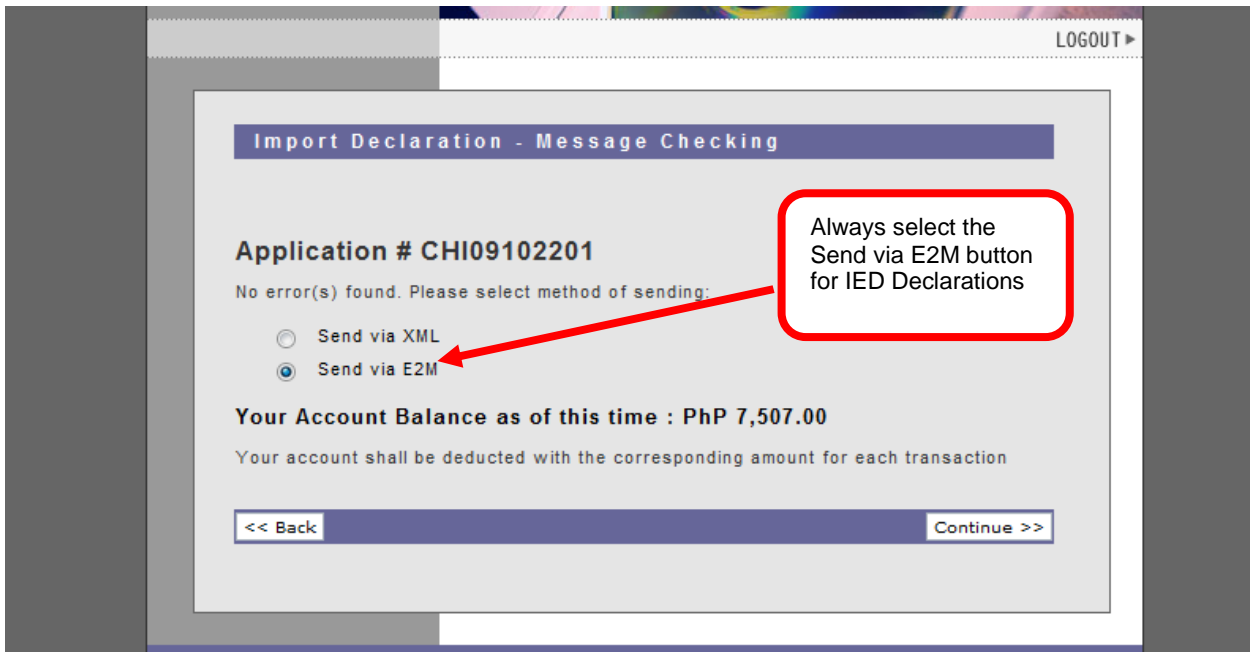 LOGOUT
Import Declaration - Message Checking
Always select the
Send via E2M button
for IED Declarations
Application # CHI09102201
No error(s) found. Please select method of sending:
Send via XML
Send via E2M
Your Account Balance as of this time : PhP 7,507.00
Your account shall be deducted with the corresponding amount for each transaction
<< Back
Continue >>